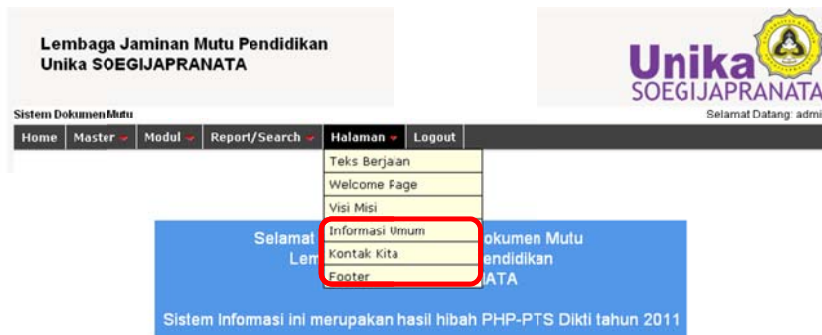 Lembaga Jaminan Mutu Pendidikan
Unika SOEGIJAPRANATA
Unika
SOEGIJAPRANATA
Sistem Dokumen Mutu
Selamat Datang: admi
Home Master Modul Report/Search Halaman Logout
Teks Berjalan
Welcome Page
Visi Misi
Informasi Umum
Kontak Kita
Footer
Selamat okumen Mutu
Lem endidikan
ATA
Sistem Informasi ini merupakan hasil hibah PHP-PTS Dikti tahun 2011